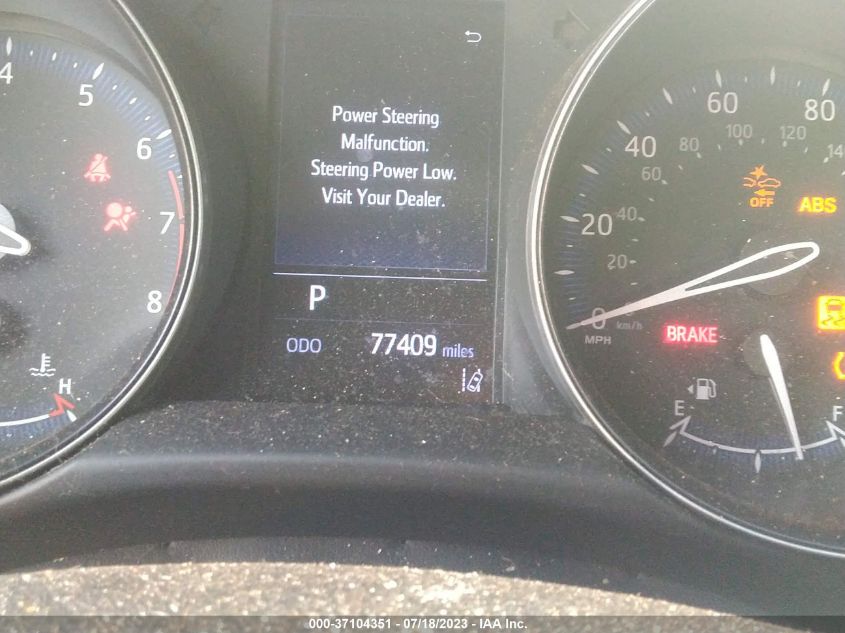 4
5
6
7
8
H
Power Steering
Malfunction.
Steering Power Low.
Visit Your Dealer.
P
ODO 77409 miles
0
20
40
60
80
20
40
60
80
100
120
140
km/h
MPH
OFF
ABS
BRAKE
E
F
000-37104351 - 07/18/2023 - IAA Inc.